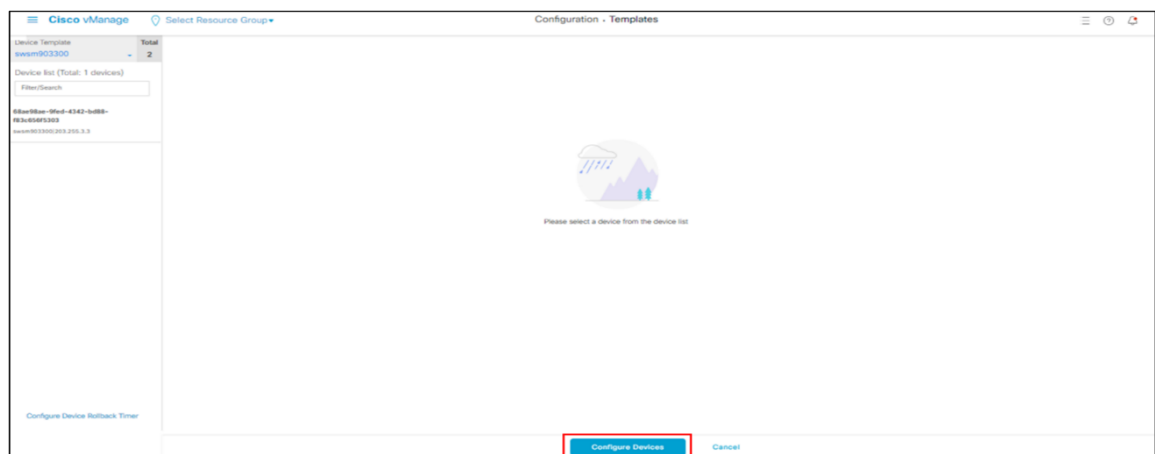 Cisco vManage
Select Resource Group
Configuration · Templates
Device Template
Total
swsm903300
2
Device list (Total: 1 devices)
Filter/Search
68ae98ae-9fed-4342-bd88-
f83c658f5303
swsm903300|203.255.3.3
Please select a device from the device list
Configure Device Rollback Timer
Configure Devices
Cancel